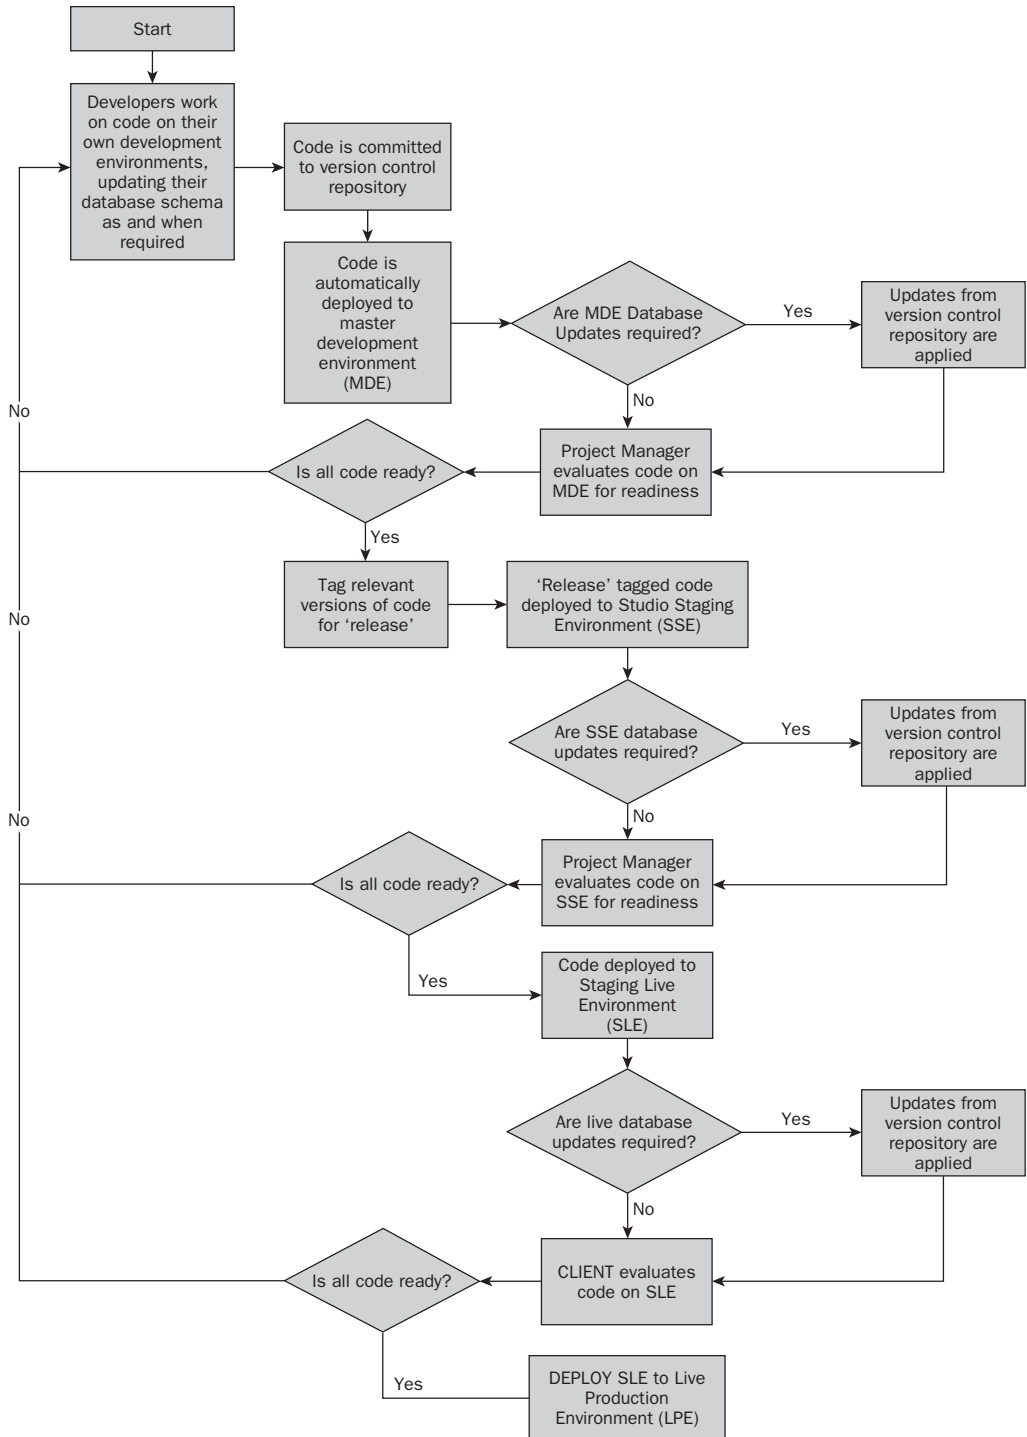 Start
Developers work
on code on their
own development
environments,
updating their
database schema
as and when
required
Code is committed
to version control
repository
Code is
automatically
deployed to
master
development
environment
(MDE)
Are MDE Database
Updates required?
Yes
Updates from
version control
repository are
applied
No
No
Project Manager
evaluates code on
MDE for readiness
Is all code ready?
Yes
Tag relevant
versions of code
for ‘release’
‘Release’ tagged code
deployed to Studio Staging
Environment (SSE)
No
Are SSE database
updates required?
Yes
Updates from
version control
repository are
applied
No
No
Project Manager
evaluates code on
SSE for readiness
Is all code ready?
Yes
Code deployed to
Staging Live
Environment
(SLE)
Are live database
updates required?
Yes
Updates from
version control
repository are
applied
No
CLIENT evaluates
code on SLE
Is all code ready?
Yes
DEPLOY SLE to Live
Production
Environment (LPE)